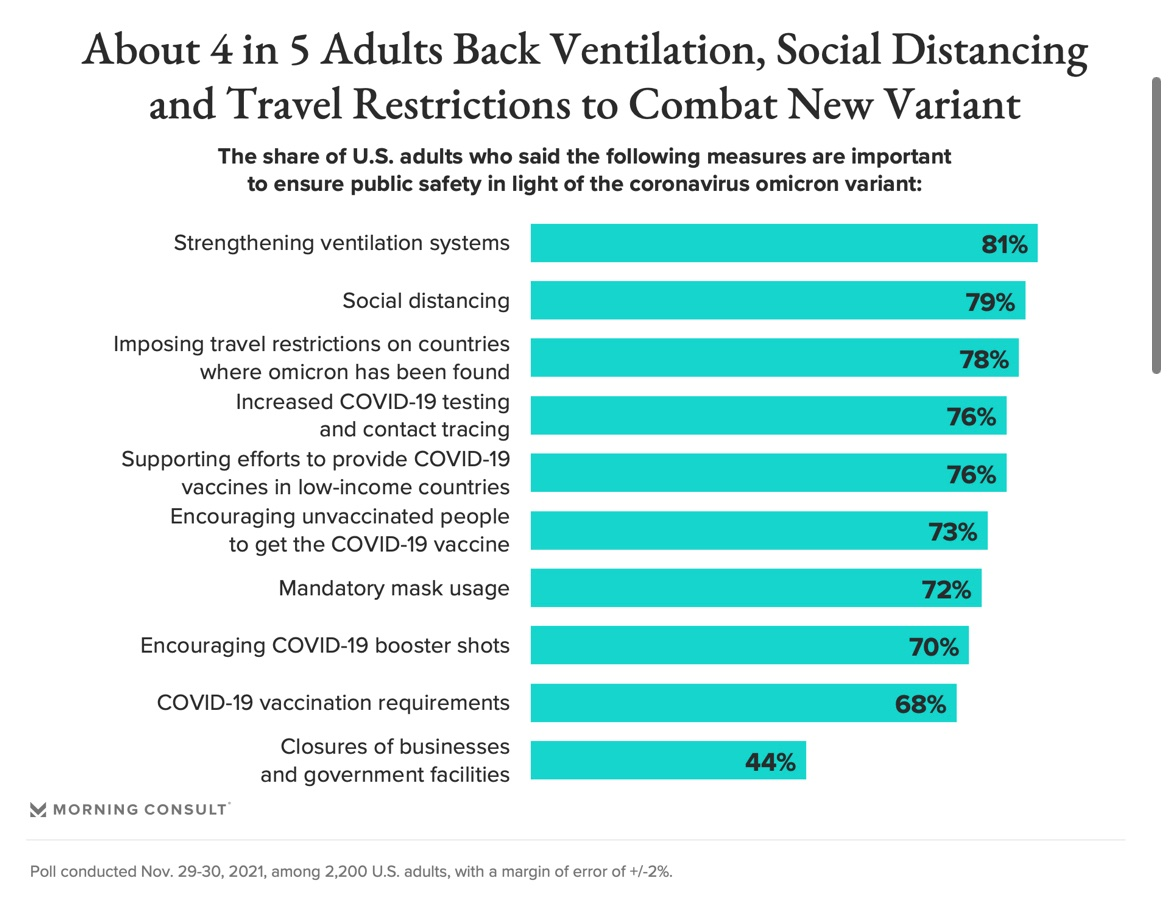 About 4 in 5 Adults Back Ventilation, Social Distancing
and Travel Restrictions to Combat New Variant
The share of U.S. adults who said the following measures are important
to ensure public safety in light of the coronavirus omicron variant:
Strengthening ventilation systems 81%
Social distancing 79%
Imposing travel restrictions on countries
where omicron has been found 78%
Increased COVID-19 testing
and contact tracing 76%
Supporting efforts to provide COVID-19
vaccines in low-income countries 76%
Encouraging unvaccinated people
to get the COVID-19 vaccine 73%
Mandatory mask usage 72%
Encouraging COVID-19 booster shots 70%
COVID-19 vaccination requirements 68%
Closures of businesses
and government facilities 44%
MORNING CONSULT
Poll conducted Nov. 29-30, 2021, among 2,200 U.S. adults, with a margin of error of +/-2%.